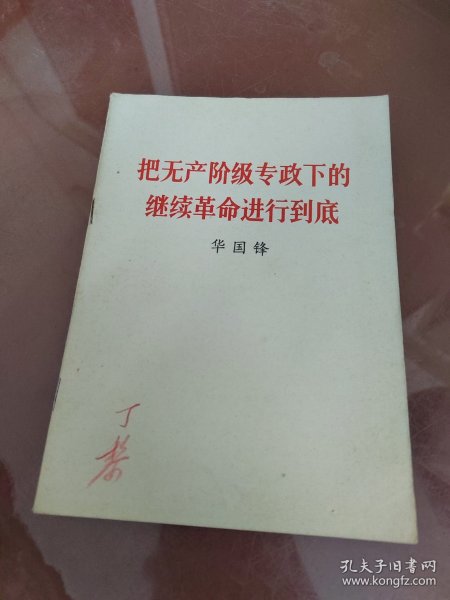 把无产阶级专政下的
继续革命进行到底
华国锋
丁
孔夫子旧书网
www.kongfz.com